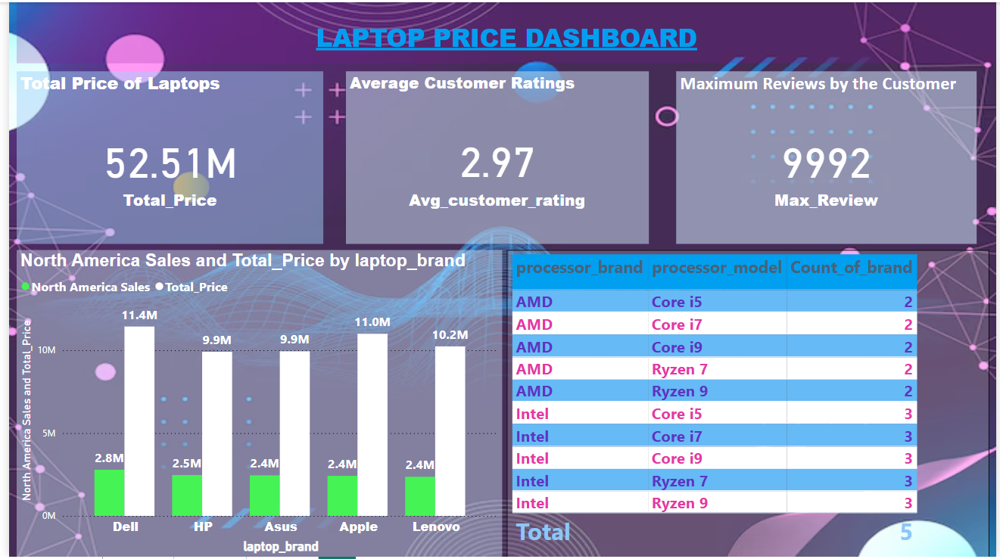 LAPTOP PRICE DASHBOARD
Total Price of Laptops
52.51M
Total_Price
Average Customer Ratings
2.97
Avg_customer_rating
Maximum Reviews by the Customer
9992
Max_Review
North America Sales and Total_Price by laptop_brand
North America Sales Total_Price
North America Sales and Total_Price
10M
5M
0M
2.8M 11.4M
2.5M 9.9M
2.4M 9.9M
2.4M 11.0M
2.4M 10.2M
Dell HP Asus Apple Lenovo
laptop_brand
processor_brand processor_model Count_of_brand
AMD Core i5 2
AMD Core i7 2
AMD Core i9 2
AMD Ryzen 7 2
AMD Ryzen 9 2
Intel Core i5 3
Intel Core i7 3
Intel Core i9 3
Intel Ryzen 7 3
Intel Ryzen 9 3
Total 5